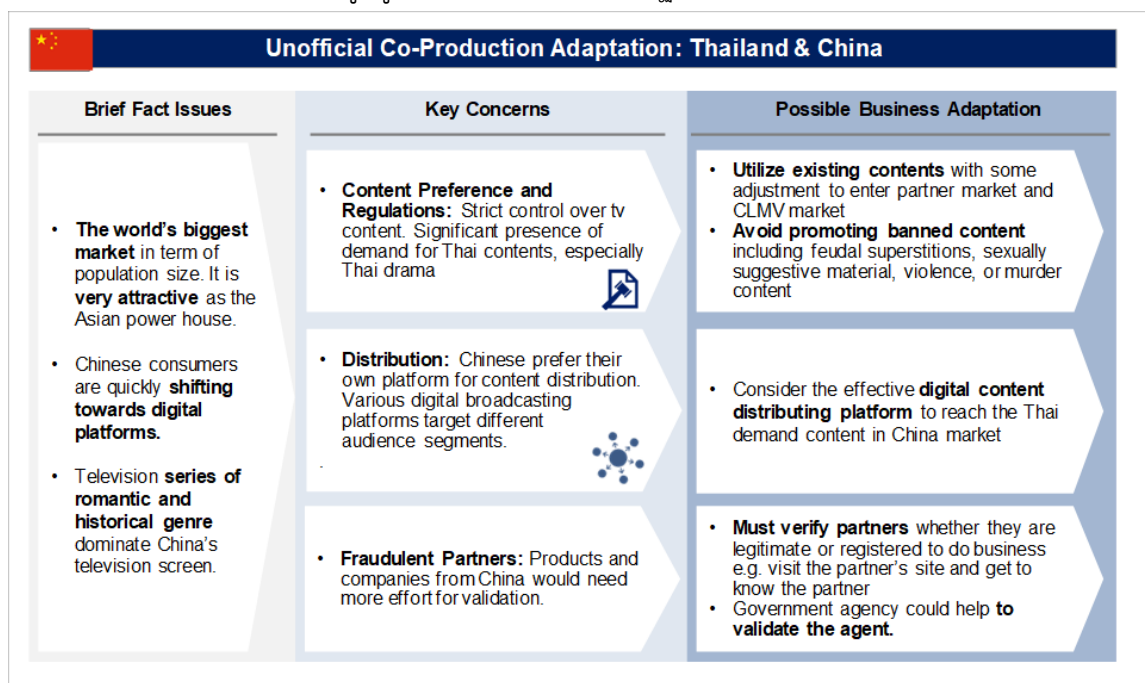 Unofficial Co-Production Adaptation: Thailand & China
Brief Fact Issues
• The world's biggest
market in term of
population size. It is
very attractive as the
Asian power house.
• Chinese consumers
are quickly shifting
towards digital
platforms.
• Television series of
romantic and
historical genre
dominate China's
television screen.
Key Concerns
• Content Preference and
Regulations: Strict control over tv
content. Significant presence of
demand for Thai contents, especially
Thai drama
• Distribution: Chinese prefer their
own platform for content distribution.
Various digital broadcasting
platforms target different
audience segments.
.
• Fraudulent Partners: Products and
companies from China would need
more effort for validation.
Possible Business Adaptation
• Utilize existing contents with some
adjustment to enter partner market and
CLMV market
• Avoid promoting banned content
including feudal superstitions, sexually
suggestive material, violence, or murder
content
• Consider the effective digital content
distributing platform to reach the Thai
demand content in China market
• Must verify partners whether they are
legitimate or registered to do business
e.g. visit the partner's site and get to
know the partner
• Government agency could help to
validate the agent.